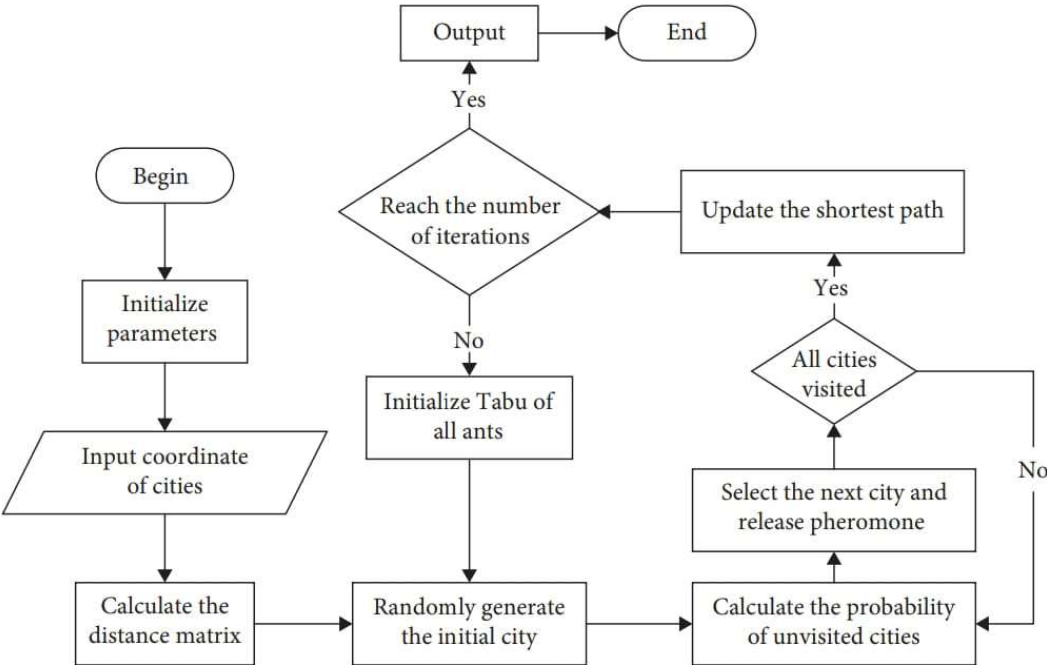 Begin
Initialize
parameters
Input coordinate
of cities
Calculate the
distance matrix
Randomly generate
the initial city
Calculate the probability
of unvisited cities
Select the next city and
release pheromone
All cities
visited
No
Yes
Update the shortest path
Reach the number
of iterations
No
Initialize Tabu of
all ants
Yes
Output
End